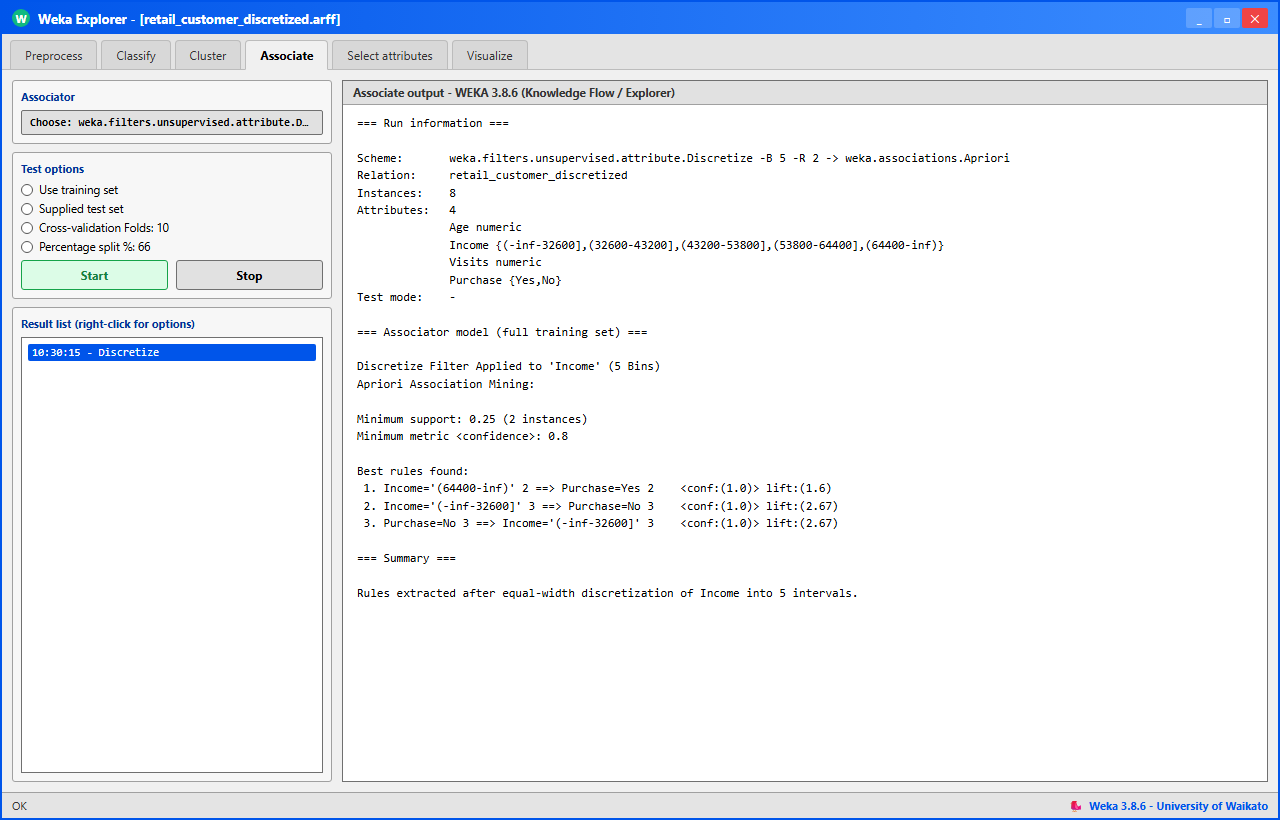 W Weka Explorer - [retail_customer_discretized.arff]
Preprocess Classify Cluster Associate Select attributes Visualize
Associator
Choose: weka.filters.unsupervised.attribute.D…
Test options
Use training set
Supplied test set
Cross-validation Folds: 10
Percentage split %: 66
Start Stop
Result list (right-click for options)
10:30:15 - Discretize
Associate output - WEKA 3.8.6 (Knowledge Flow / Explorer)
=== Run information ===
Scheme: weka.filters.unsupervised.attribute.Discretize -B 5 -R 2 -> weka.associations.Apriori
Relation: retail_customer_discretized
Instances: 8
Attributes: 4
Age numeric
Income {(-inf-32600],(32600-43200],(43200-53800],(53800-64400],(64400-inf)}
Visits numeric
Purchase {Yes,No}
Test mode: -
=== Associator model (full training set) ===
Discretize Filter Applied to 'Income' (5 Bins)
Apriori Association Mining:
Minimum support: 0.25 (2 instances)
Minimum metric <confidence>: 0.8
Best rules found:
1. Income='(64400-inf)' 2 ==> Purchase=Yes 2 <conf:(1.0)> lift:(1.6)
2. Income='(-inf-32600]' 3 ==> Purchase=No 3 <conf:(1.0)> lift:(2.67)
3. Purchase=No 3 ==> Income='(-inf-32600]' 3 <conf:(1.0)> lift:(2.67)
=== Summary ===
Rules extracted after equal-width discretization of Income into 5 intervals.
OK
Weka 3.8.6 - University of Waikato